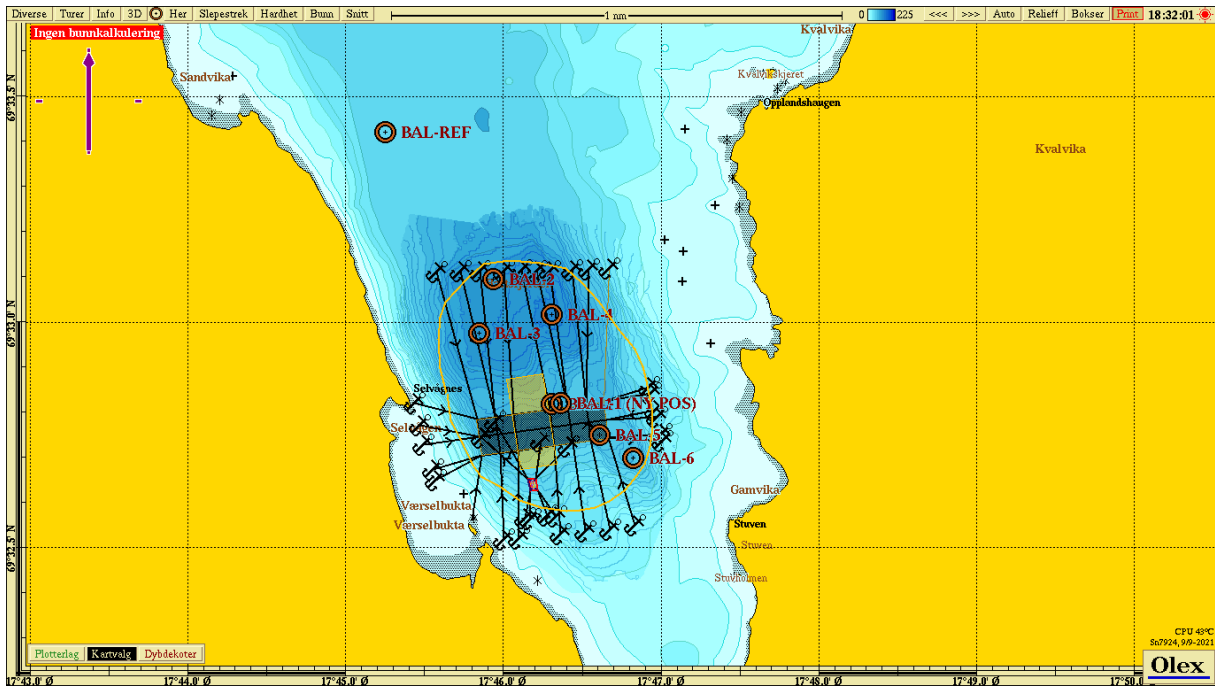 Diverse Turer Info 3D Her Slepestrek Hardhet Bunn Snitt 1 nm 0 225 <<< >>> Auto Relieff Bokser Print 18:32:01
Ingen bunnkalkulering
Kvalvika
Sandvika
Kvalvikskjeret
Opplandshaugen
69°33.5' N
BAL-REF
Kvalvika
BAL-2
69°33.0' N
BAL-4
BAL-3
Selvågnes
BAL-1 (NY POS)
BAL-5
BAL-6
Gamvika
Værselbukta
Værselbukta
Stuven
Stuven
69°32.5' N
Stuvholmen
CPU 43°C
Sn7924, 9/9-2021
Plotterlag Kartvalg Dybdekoter
Olex
17°43.0' Ø 17°44.0' Ø 17°45.0' Ø 17°46.0' Ø 17°47.0' Ø 17°48.0' Ø 17°49.0' Ø 17°50.0' Ø